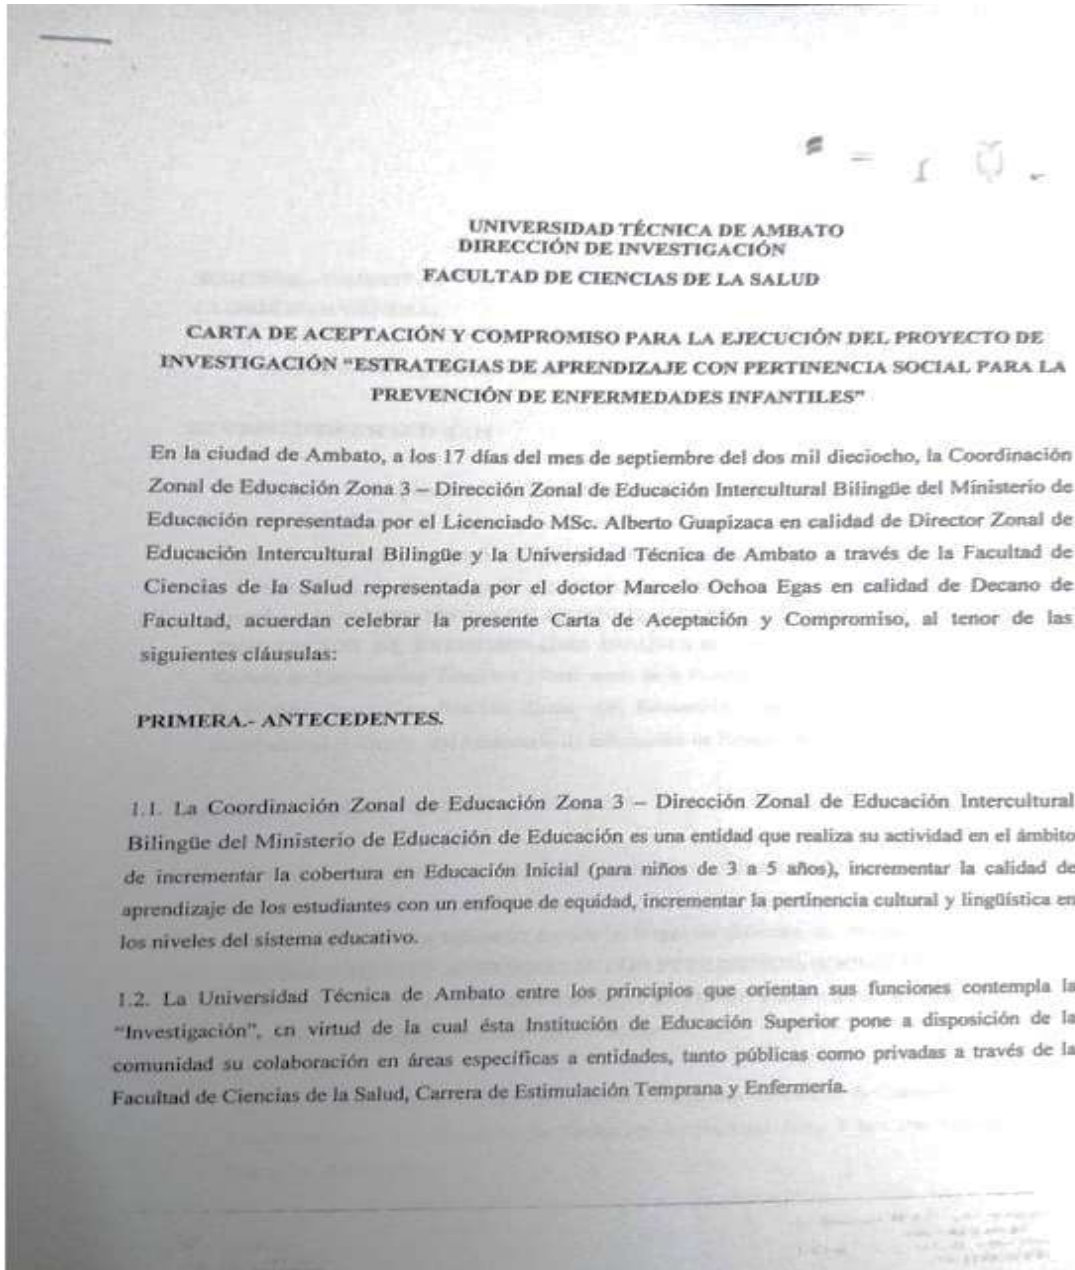 UNIVERSIDAD TÉCNICA DE AMBATO
DIRECCIÓN DE INVESTIGACIÓN
FACULTAD DE CIENCIAS DE LA SALUD
CARTA DE ACEPTACIÓN Y COMPROMISO PARA LA EJECUCIÓN DEL PROYECTO DE
INVESTIGACIÓN “ESTRATEGIAS DE APRENDIZAJE CON PERTINENCIA SOCIAL PARA LA
PREVENCIÓN DE ENFERMEDADES INFANTILES”
En la ciudad de Ambato, a los 17 días del mes de septiembre del dos mil dieciocho, la Coordinación
Zonal de Educación Zona 3 – Dirección Zonal de Educación Intercultural Bilingüe del Ministerio de
Educación representada por el Licenciado MSc. Alberto Guapizaca en calidad de Director Zonal de
Educación Intercultural Bilingüe y la Universidad Técnica de Ambato a través de la Facultad de
Ciencias de la Salud representada por el doctor Marcelo Ochoa Egas en calidad de Decano de
Facultad, acuerdan celebrar la presente Carta de Aceptación y Compromiso, al tenor de las
siguientes cláusulas:
PRIMERA.- ANTECEDENTES.
1.1. La Coordinación Zonal de Educación Zona 3 – Dirección Zonal de Educación Intercultural
Bilingüe del Ministerio de Educación de Educación es una entidad que realiza su actividad en el ámbito
de incrementar la cobertura en Educación Inicial (para niños de 3 a 5 años), incrementar la calidad de
aprendizaje de los estudiantes con un enfoque de equidad, incrementar la pertinencia cultural y lingüística en
los niveles del sistema educativo.
1.2. La Universidad Técnica de Ambato entre los principios que orientan sus funciones contempla la
“Investigación”, en virtud de la cual ésta Institución de Educación Superior pone a disposición de la
comunidad su colaboración en áreas específicas a entidades, tanto públicas como privadas a través de la
Facultad de Ciencias de la Salud, Carrera de Estimulación Temprana y Enfermería.